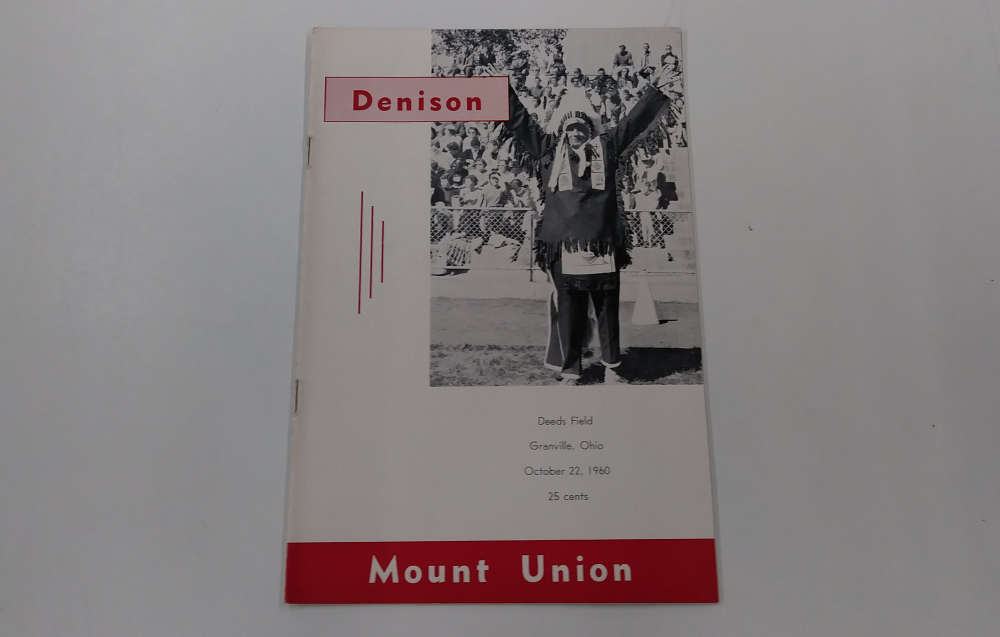 Denison
Deeds Field
Granville, Ohio
October 22, 1960
25 cents
Mount Union